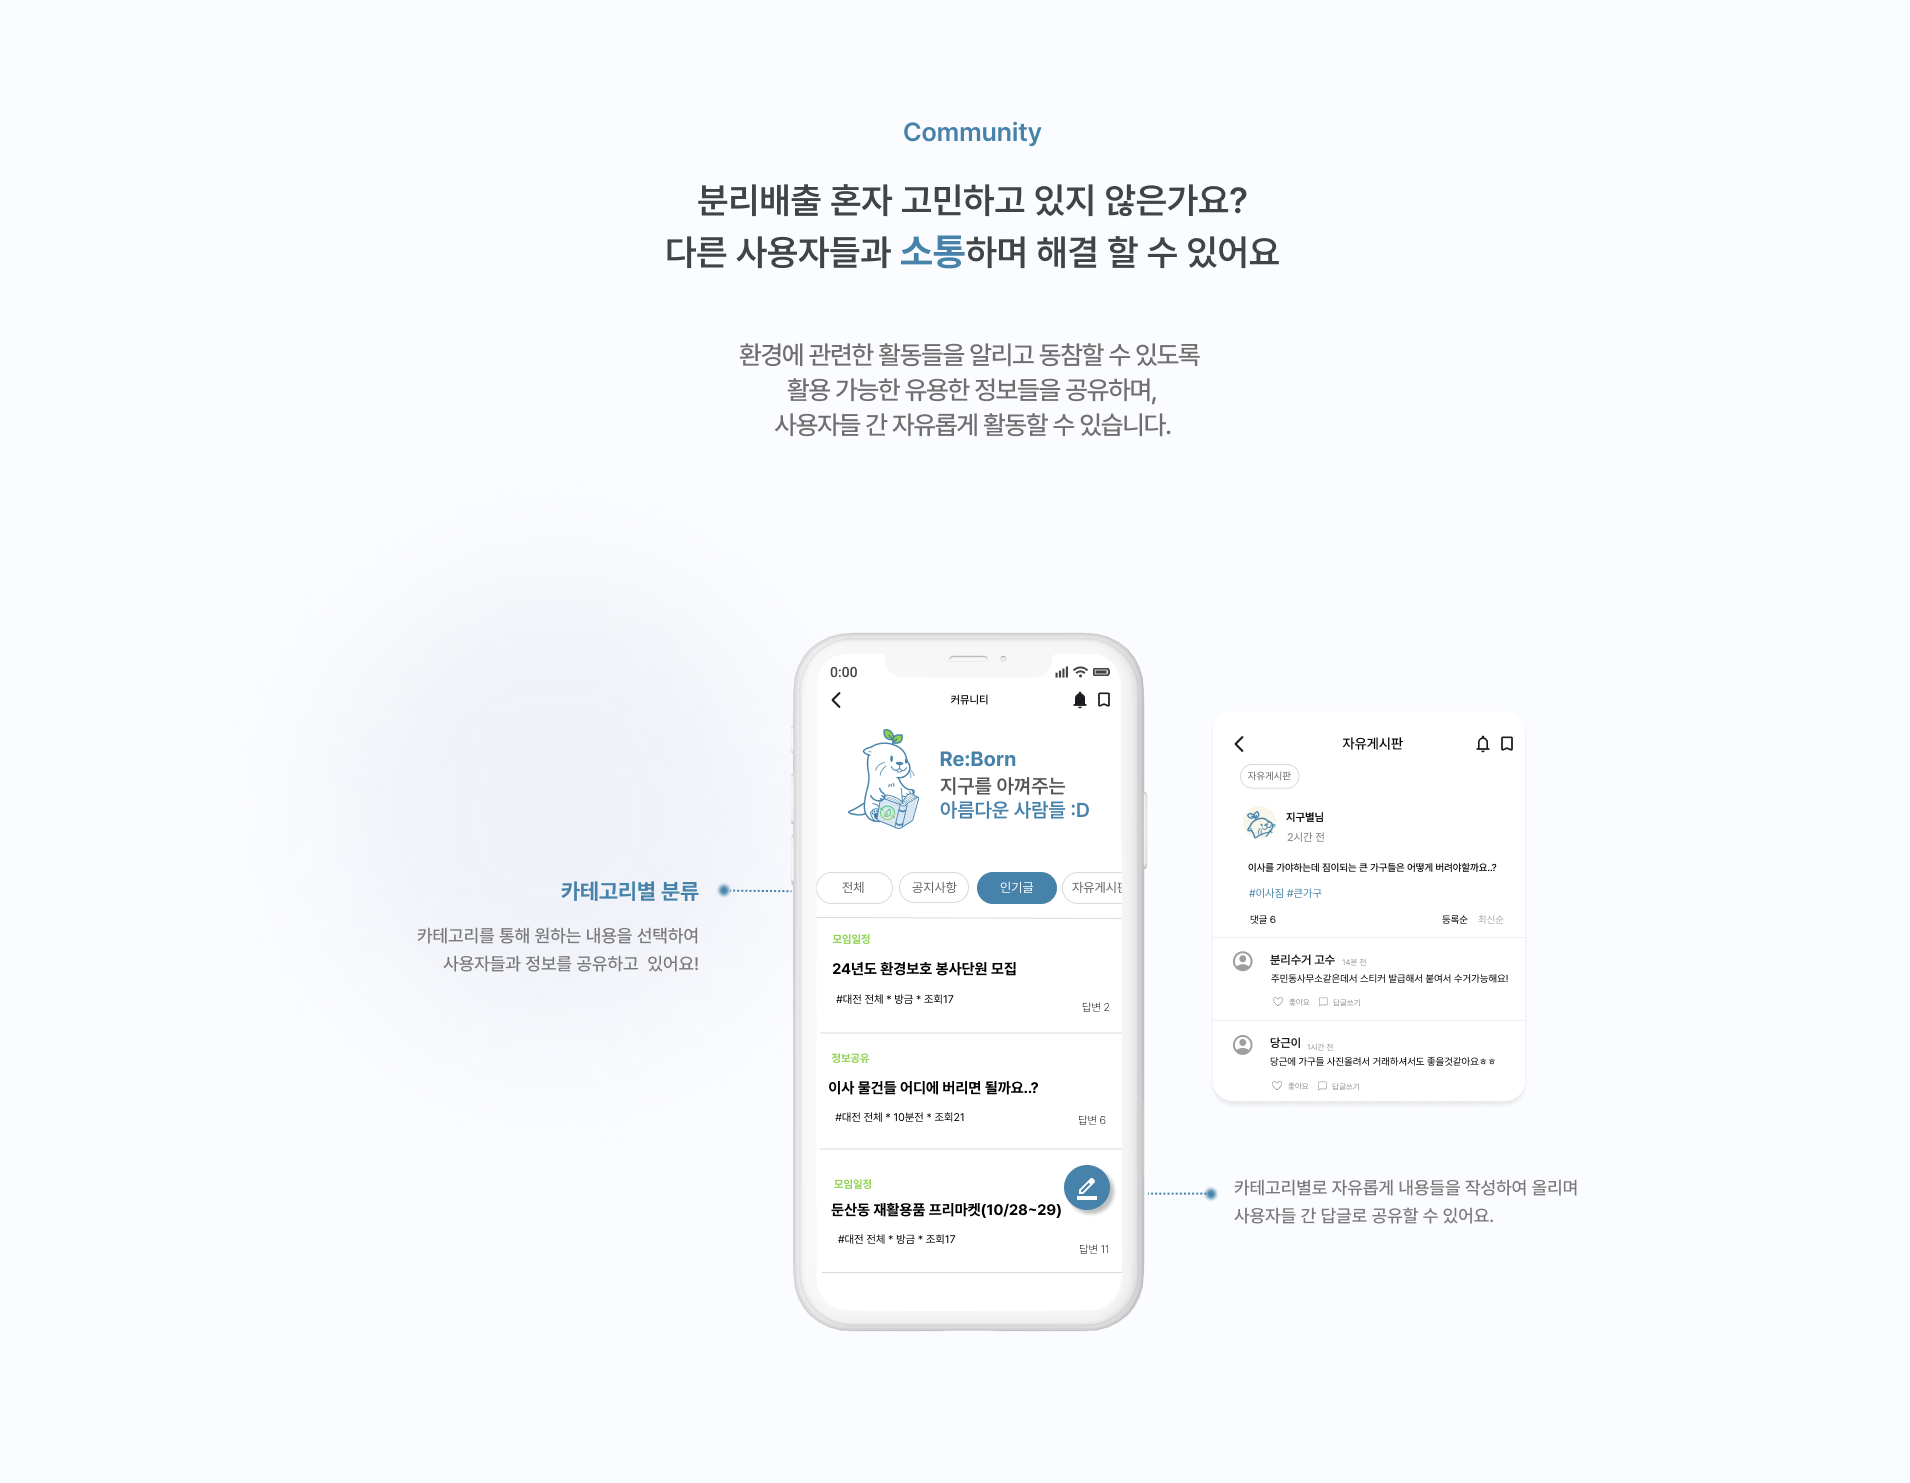 Community
분리배출 혼자 고민하고 있지 않은가요?
다른 사용자들과 소통하며 해결 할 수 있어요
환경에 관련한 활동들을 알리고 동참할 수 있도록
활용 가능한 유용한 정보들을 공유하며,
사용자들 간 자유롭게 활동할 수 있습니다.
카테고리별 분류
카테고리를 통해 원하는 내용을 선택하여
사용자들과 정보를 공유하고 있어요!
0:00
커뮤니티
Re:Born
지구를 아껴주는
아름다운 사람들 :D
전체 공지사항 인기글 자유게시판
모임일정
24년도 환경보호 봉사단원 모집
#대전 전체 * 방금 * 조회17
답변 2
정보공유
이사 물건들 어디에 버리면 될까요..?
#대전 전체 * 10분전 * 조회21
답변 6
모임일정
둔산동 재활용품 프리마켓(10/28~29)
#대전 전체 * 방금 * 조회17
답변 11
자유게시판
자유게시판
지구별님
2시간 전
이사를 가야하는데 짐이되는 큰 가구들은 어떻게 버려야할까요..?
#이사짐 #큰가구
댓글 6 등록순 최신순
분리수거 고수 14분 전
주민동사무소같은데서 스티커 발급해서 붙여서 수거가능해요!
좋아요 답글쓰기
당근이 1시간 전
당근에 가구들 사진올려서 거래하셔서도 좋을것같아요ㅎㅎ
좋아요 답글쓰기
카테고리별로 자유롭게 내용들을 작성하여 올리며
사용자들 간 답글로 공유할 수 있어요.